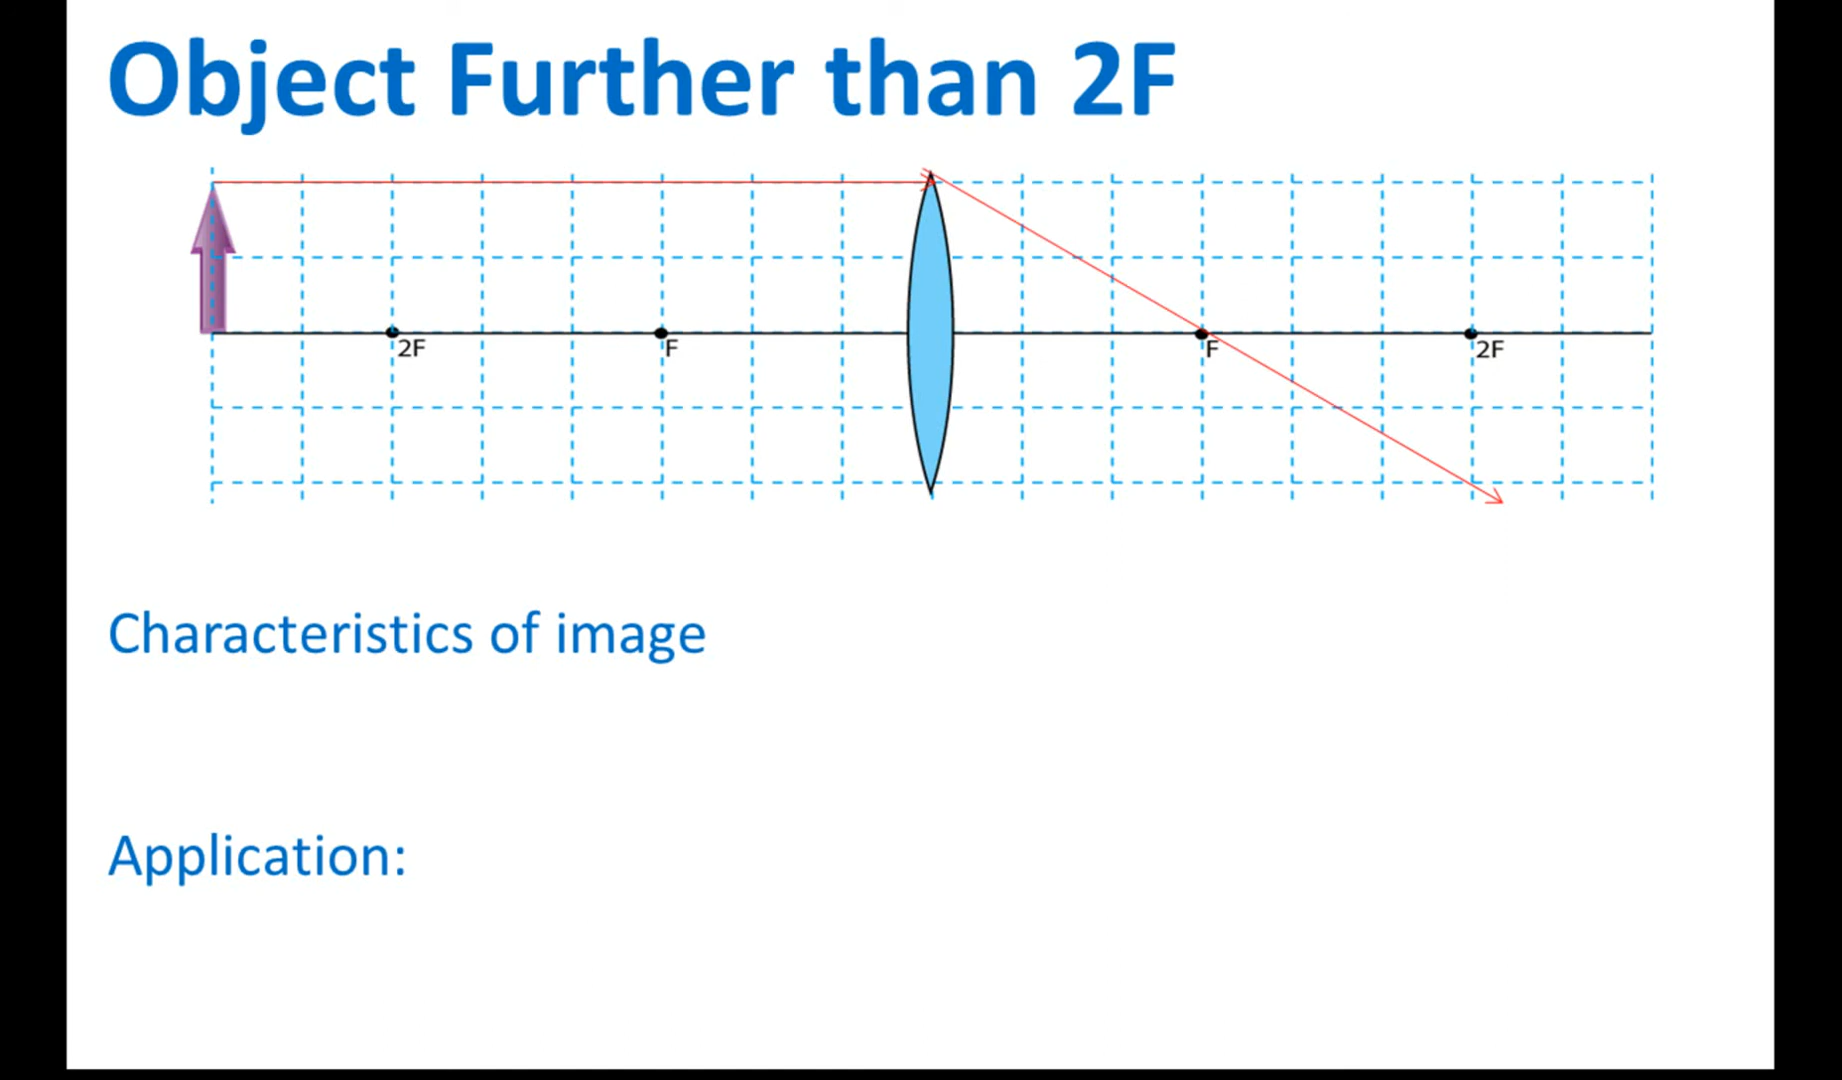 Object Further than 2F
2F F F 2F
Characteristics of image
Application: